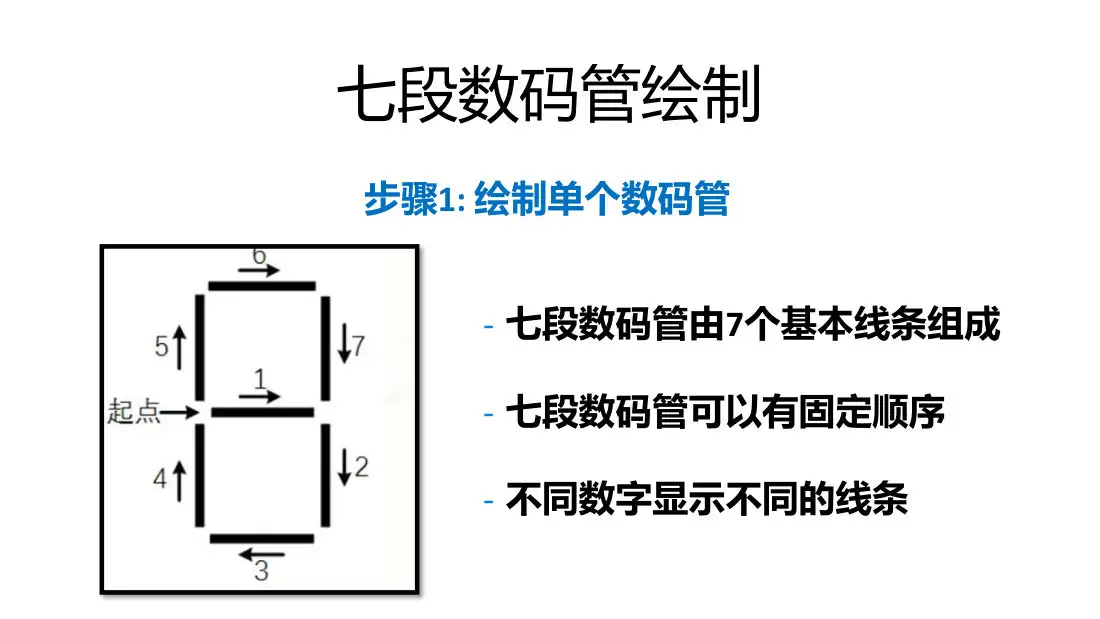 七段数码管绘制
步骤1: 绘制单个数码管
6
5
7
1
起点
4
2
3
- 七段数码管由7个基本线条组成
- 七段数码管可以有固定顺序
- 不同数字显示不同的线条